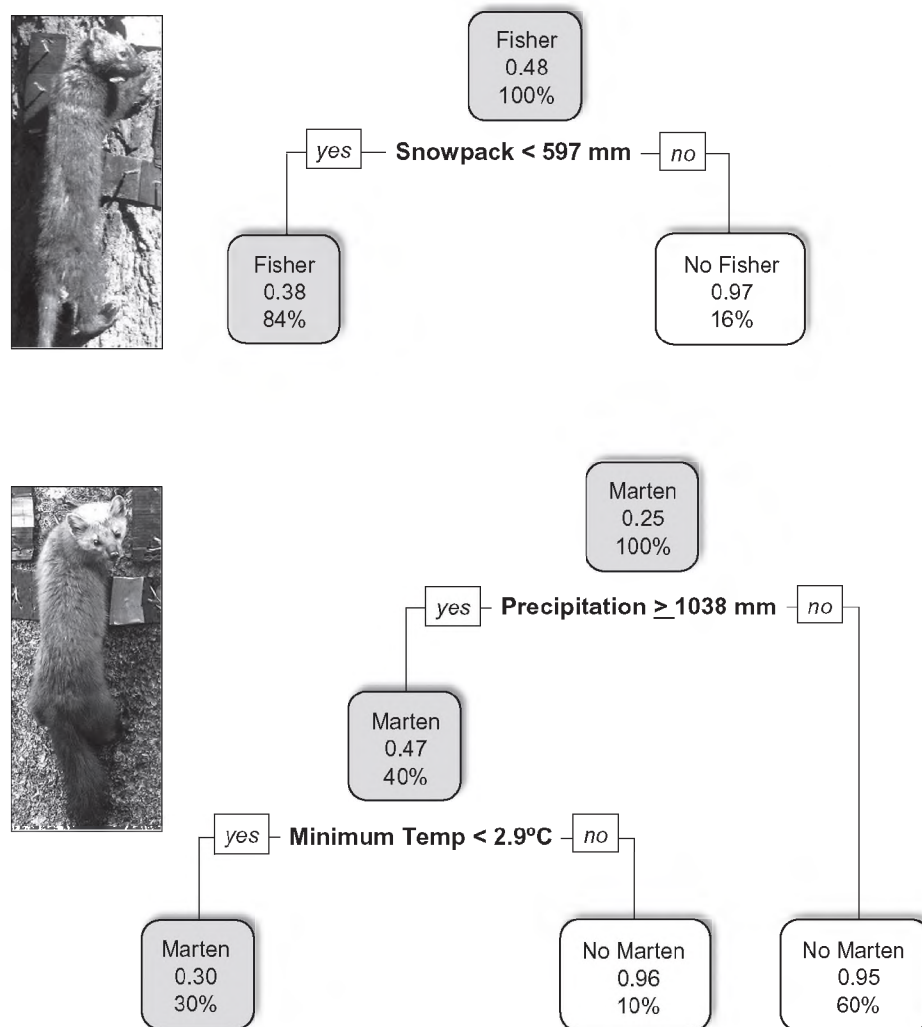 Fisher
0.48
100%
yes
Snowpack < 597 mm
no
Fisher
0.38
84%
No Fisher
0.97
16%
Marten
0.25
100%
yes
Precipitation ≥ 1038 mm
no
Marten
0.47
40%
yes
Minimum Temp < 2.9ºC
no
Marten
0.30
30%
No Marten
0.96
10%
No Marten
0.95
60%